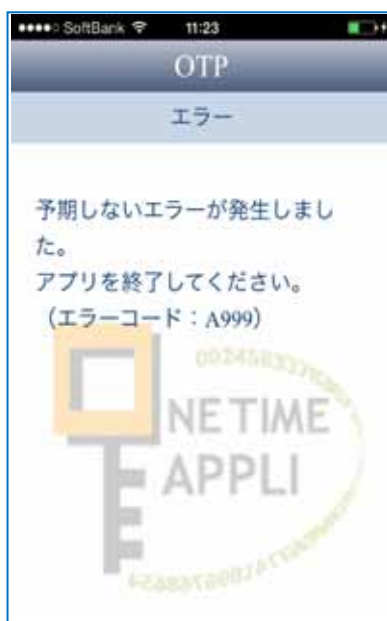 SoftBank 11:23
OTP
エラー
予期しないエラーが発生しまし
た。
アプリを終了してください。
（エラーコード：A999）
NE TIME
APPLI